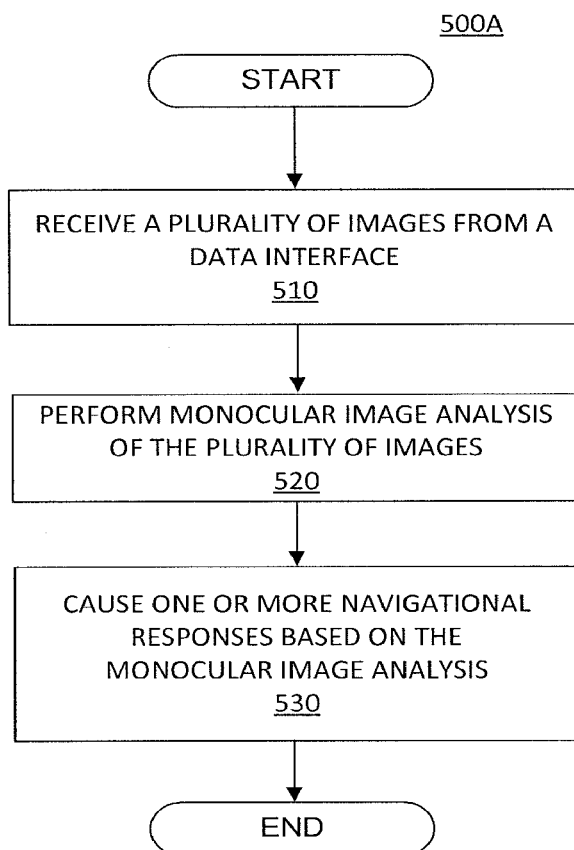 500A
START
RECEIVE A PLURALITY OF IMAGES FROM A
DATA INTERFACE
510
PERFORM MONOCULAR IMAGE ANALYSIS
OF THE PLURALITY OF IMAGES
520
CAUSE ONE OR MORE NAVIGATIONAL
RESPONSES BASED ON THE
MONOCULAR IMAGE ANALYSIS
530
END